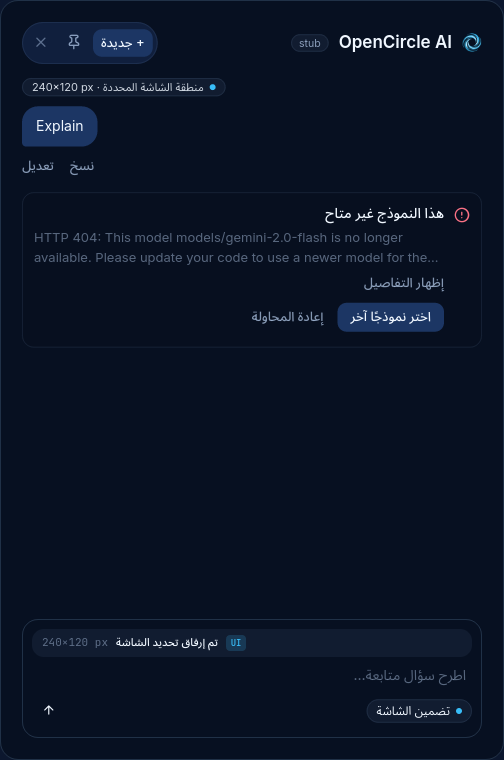 OpenCircle AI
stub
+ جديدة
منطقة الشاشة المحددة · 240×120 px
Explain
نسخ
تعديل
هذا النموذج غير متاح
HTTP 404: This model models/gemini-2.0-flash is no longer
available. Please update your code to use a newer model for the...
إظهار التفاصيل
اختر نموذجًا آخر
إعادة المحاولة
UI تم إرفاق تحديد الشاشة 240×120 px
اطرح سؤال متابعة...
تضمين الشاشة